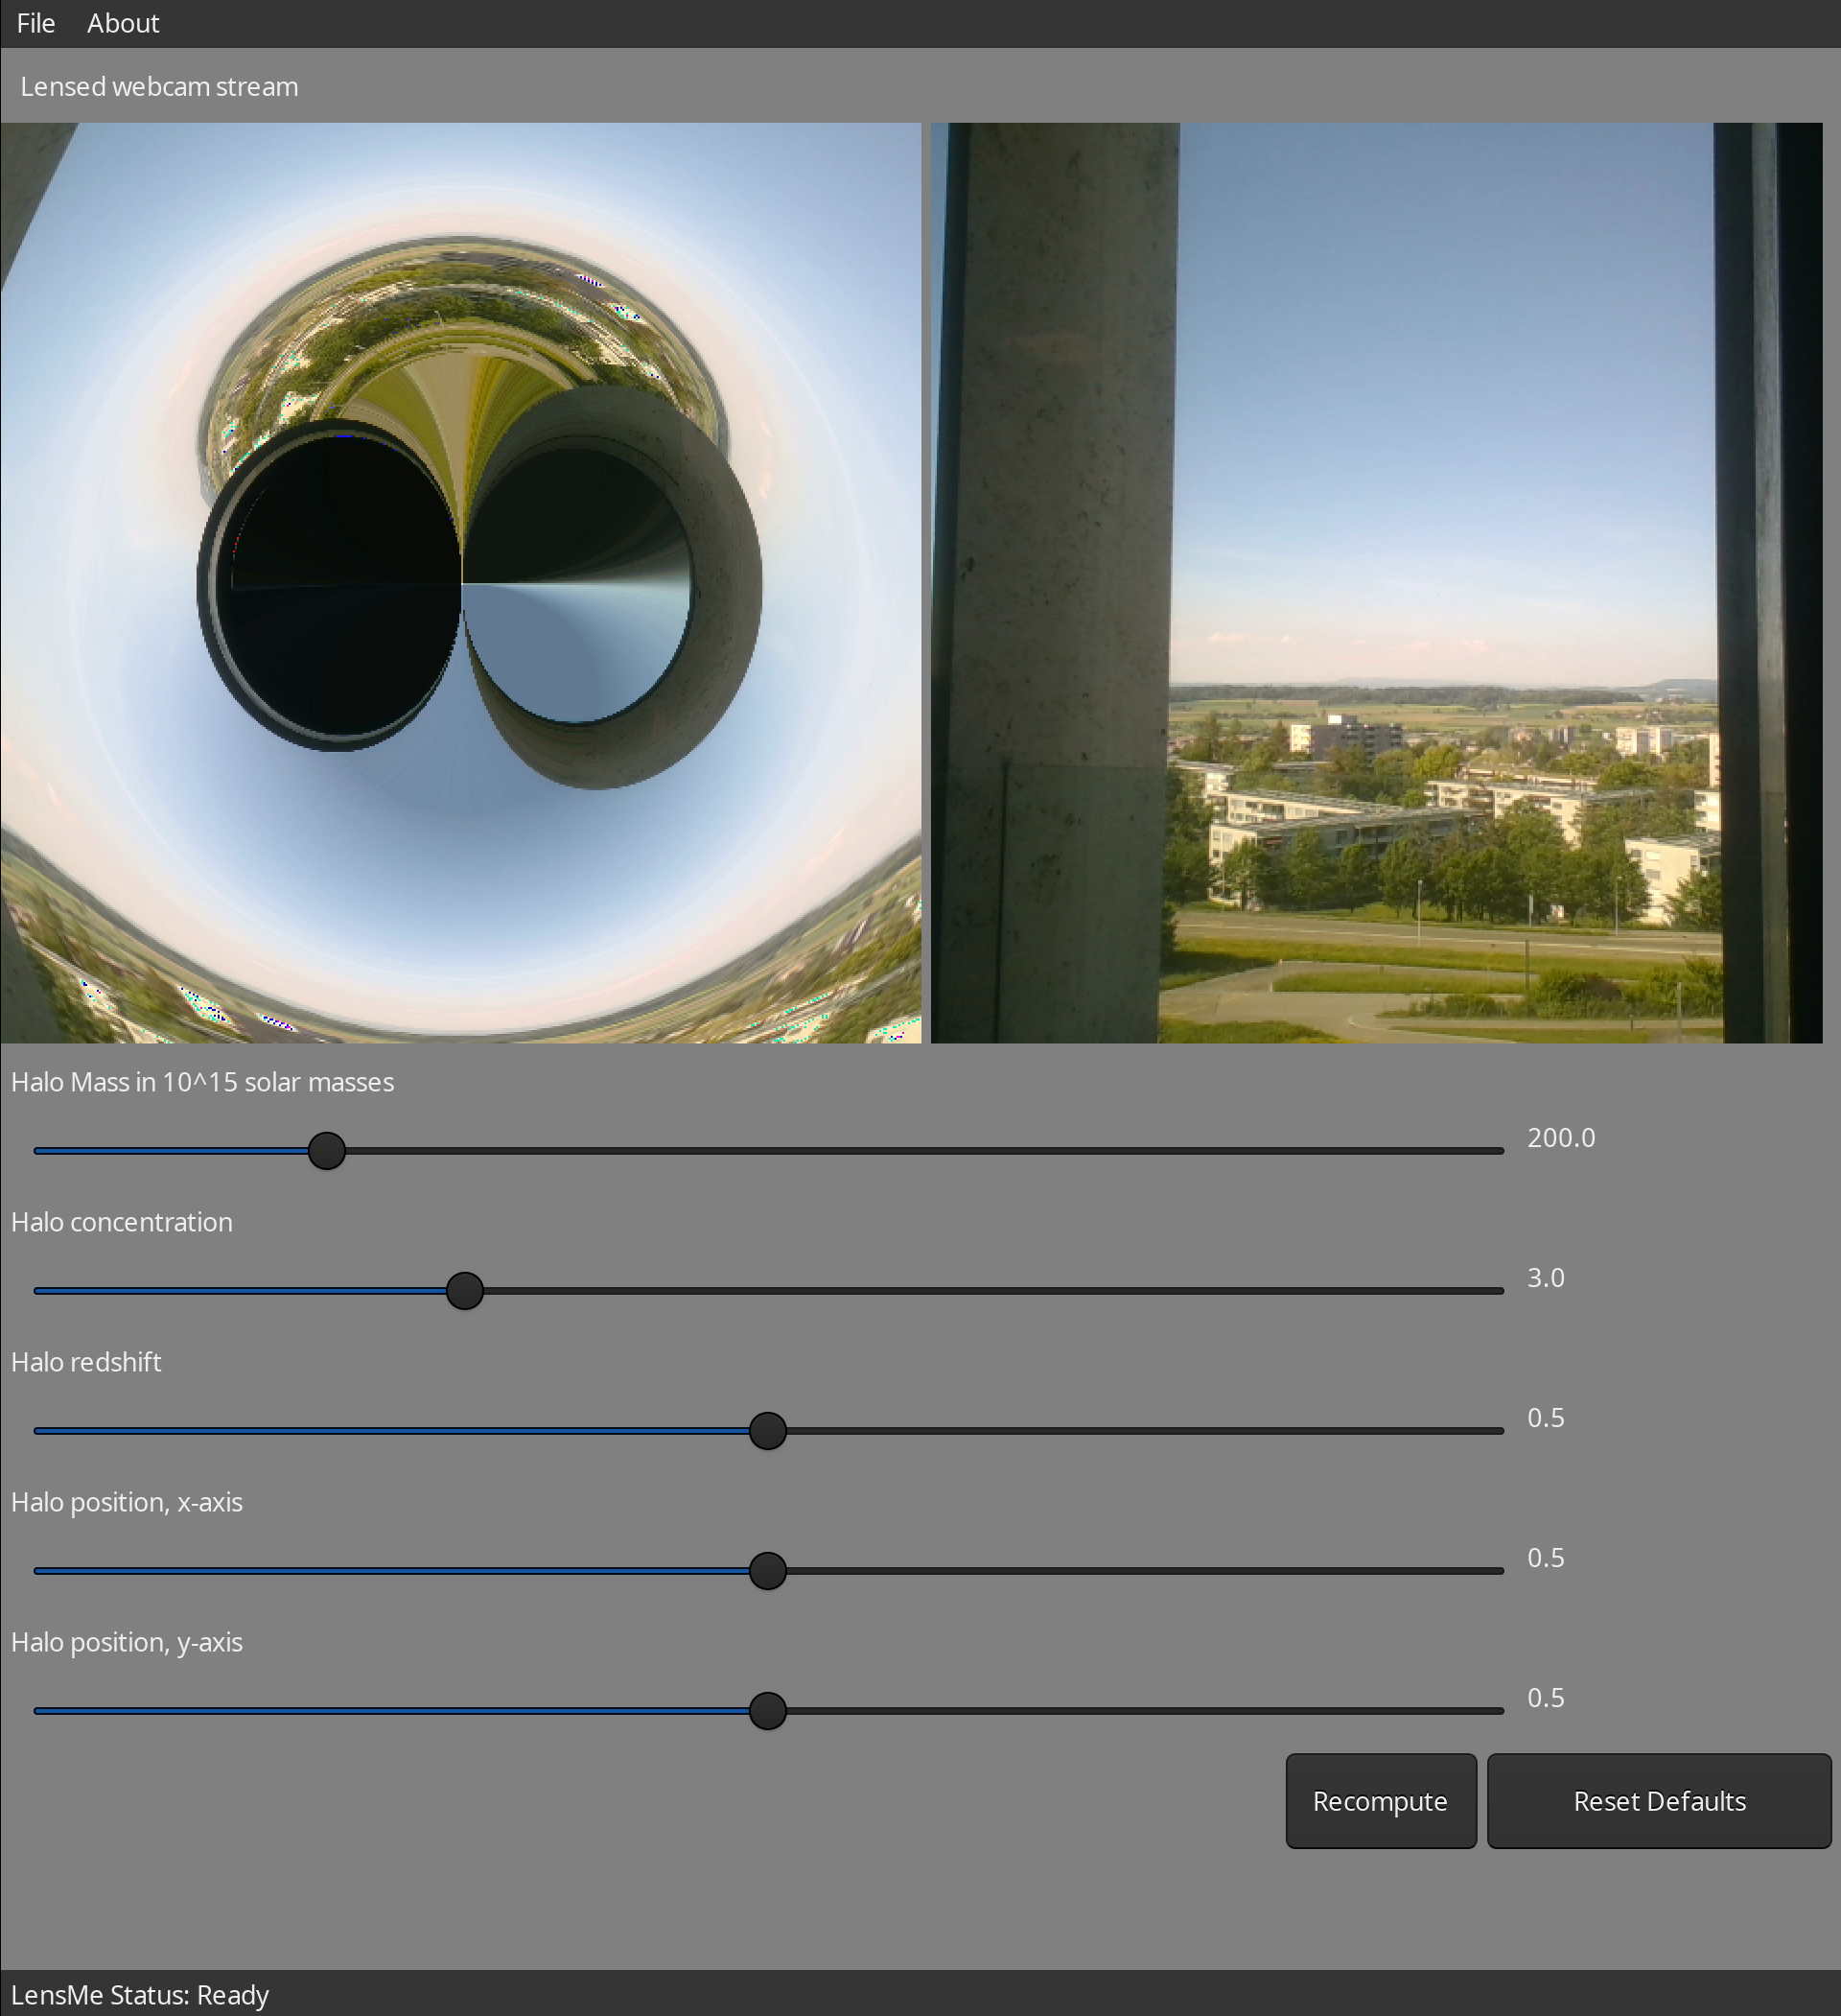 File About
Lensed webcam stream
Halo Mass in 10^15 solar masses
200.0
Halo concentration
3.0
Halo redshift
0.5
Halo position, x-axis
0.5
Halo position, y-axis
0.5
Recompute Reset Defaults
LensMe Status: Ready